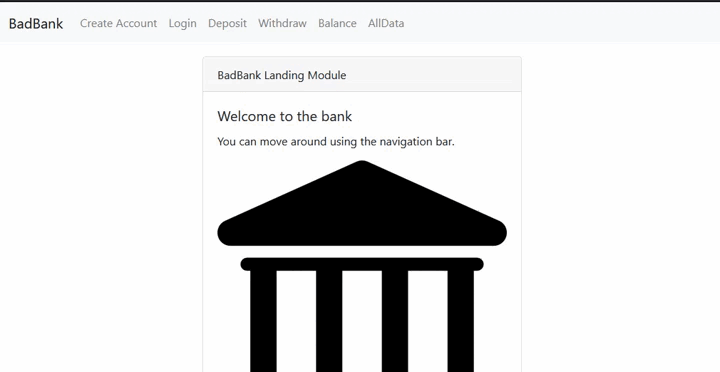 BadBank Create Account Login Deposit Withdraw Balance AllData
BadBank Landing Module
Welcome to the bank
You can move around using the navigation bar.